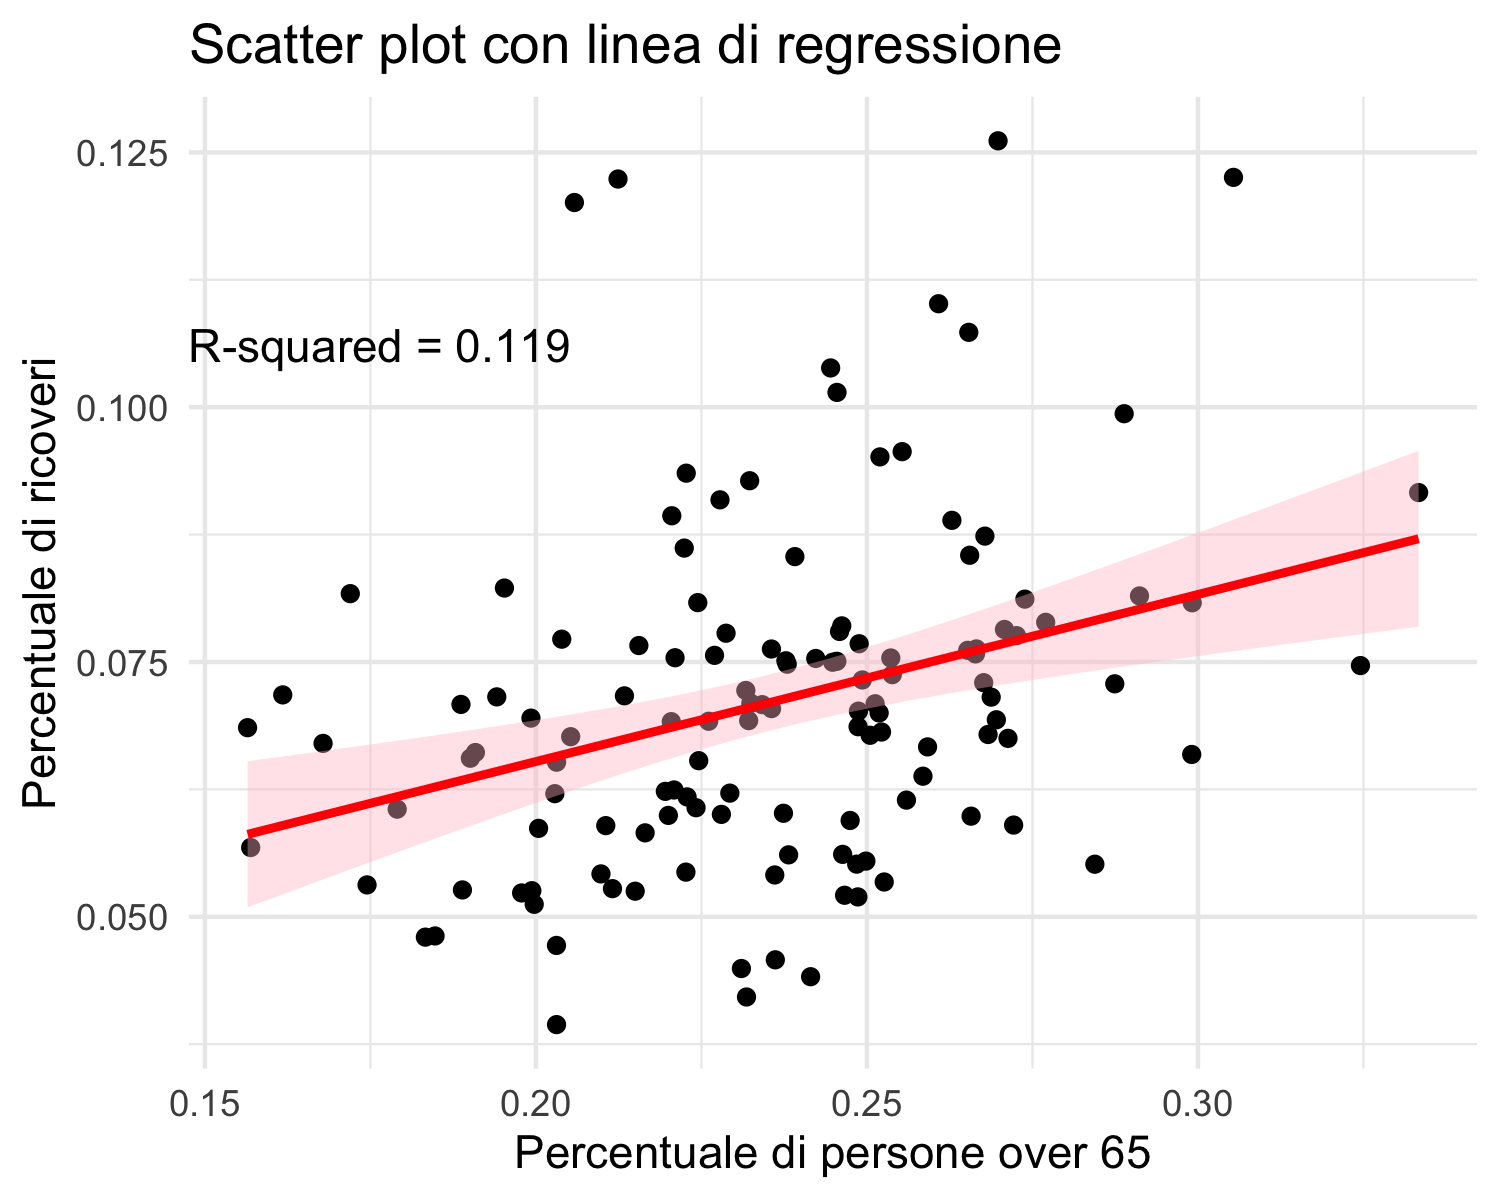 Scatter plot con linea di regressione
0.125
R-squared = 0.119
0.100
Percentuale di ricoveri
0.075
0.050
0.15 0.20 0.25 0.30
Percentuale di persone over 65